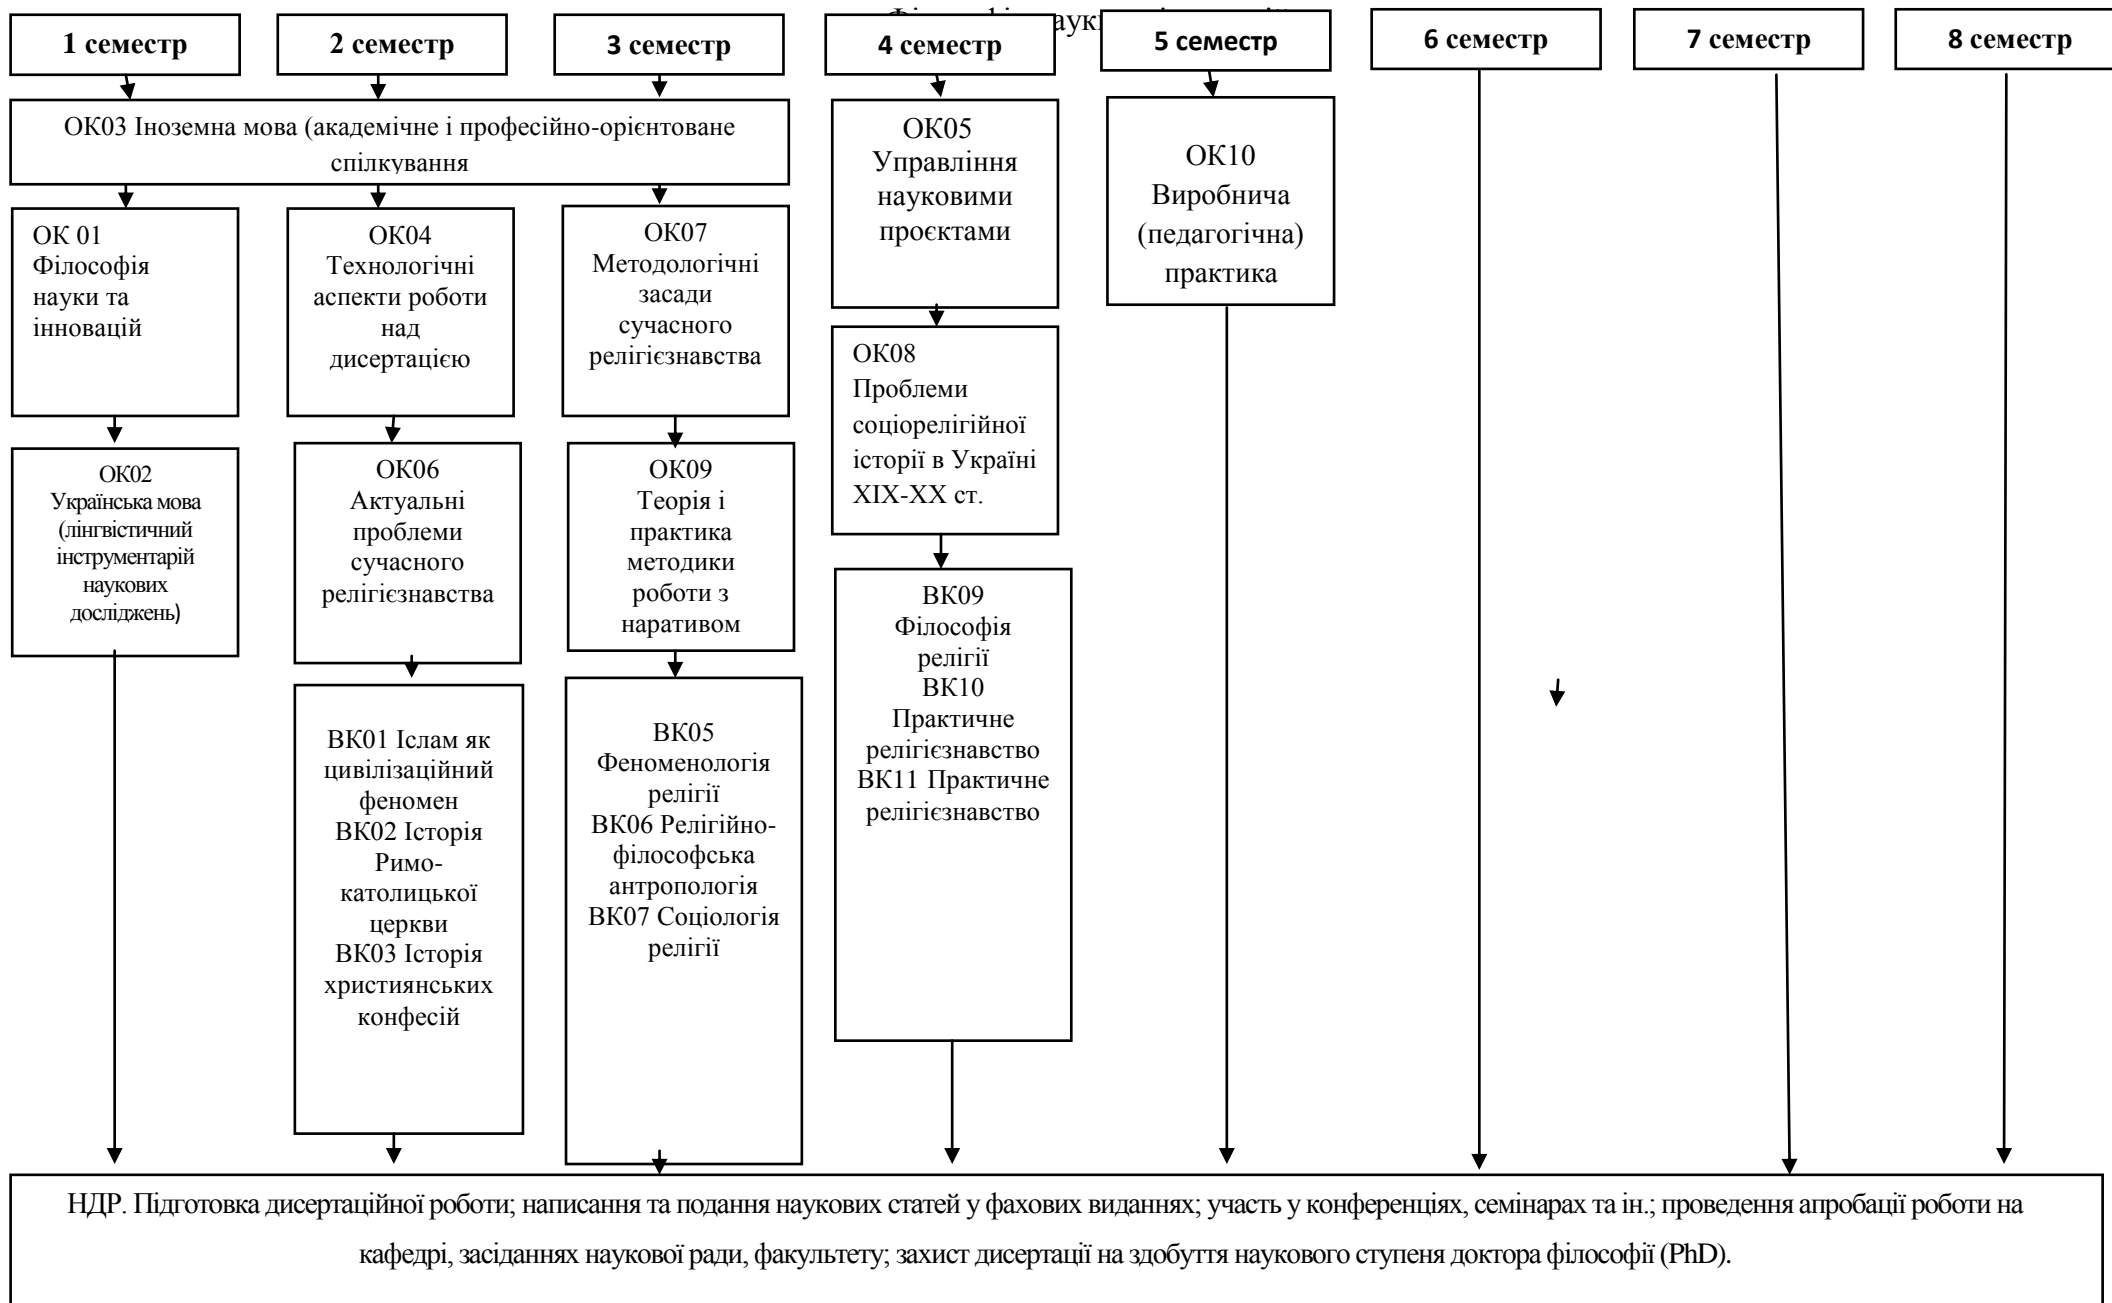 1 семестр
2 семестр
3 семестр
4 семестр
5 семестр
6 семестр
7 семестр
8 семестр
ОК03 Іноземна мова (академічне і професійно-орієнтоване
спілкування
ОК 01
Філософія
науки та
інновацій
ОК02
Українська мова
(лінгвістичний
інструментарій
наукових
досліджень)
ОК04
Технологічні
аспекти роботи
над
дисертацією
ОК06
Актуальні
проблеми
сучасного
релігієзнавства
ВК01 Іслам як
цивілізаційний
феномен
ВК02 Історія
Римо-
католицької
церкви
ВК03 Історія
християнських
конфесій
ОК07
Методологічні
засади
сучасного
релігієзнавства
ОК09
Теорія і
практика
методики
роботи з
наративом
ВК05
Феноменологія
релігії
ВК06 Релігійно-
філософська
антропологія
ВК07 Соціологія
релігії
ОК05
Управління
науковими
проєктами
ОК08
Проблеми
соціорелігійної
історії в Україні
ХІХ-ХХ ст.
ВК09
Філософія
релігії
ВК10
Практичне
релігієзнавство
ВК11 Практичне
релігієзнавство
ОК10
Виробнича
(педагогічна)
практика
НДР. Підготовка дисертаційної роботи; написання та подання наукових статей у фахових виданнях; участь у конференціях, семінарах та ін.; проведення апробації роботи на
кафедрі, засіданнях наукової ради, факультету; захист дисертації на здобуття наукового ступеня доктора філософії (PhD).